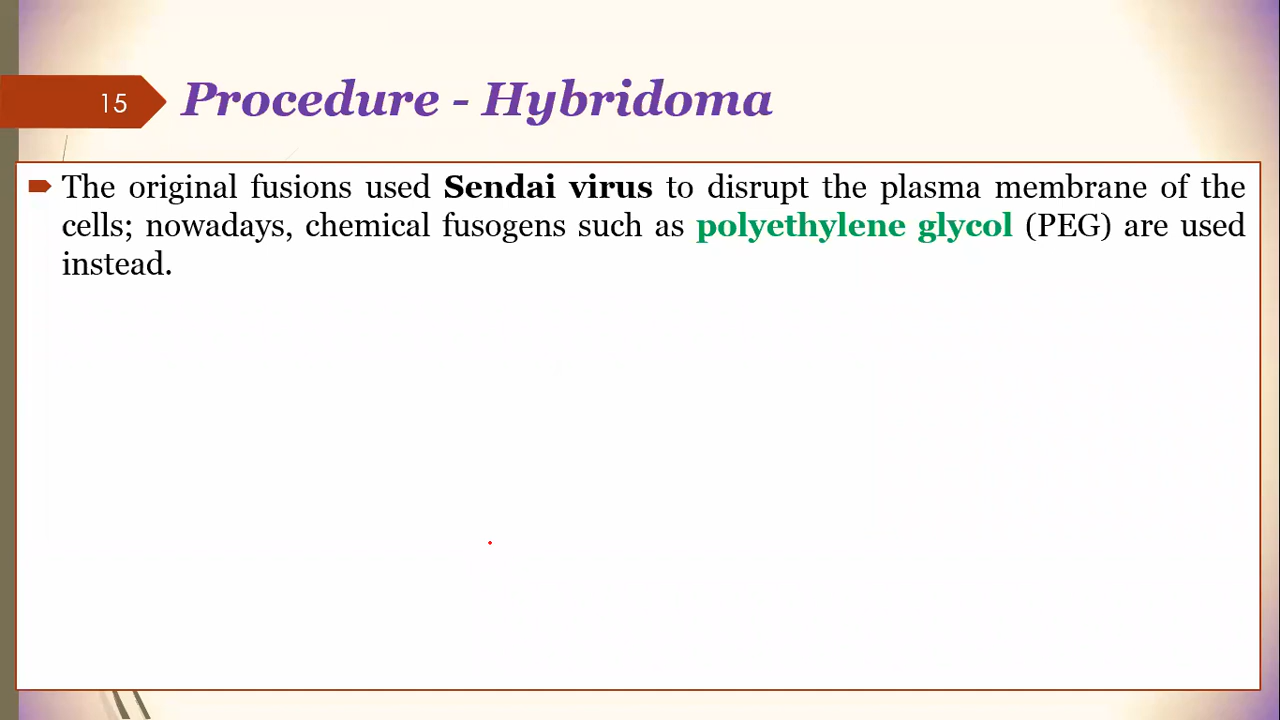 15
Procedure - Hybridoma
The original fusions used Sendai virus to disrupt the plasma membrane of the
cells; nowadays, chemical fusogens such as polyethylene glycol (PEG) are used
instead.